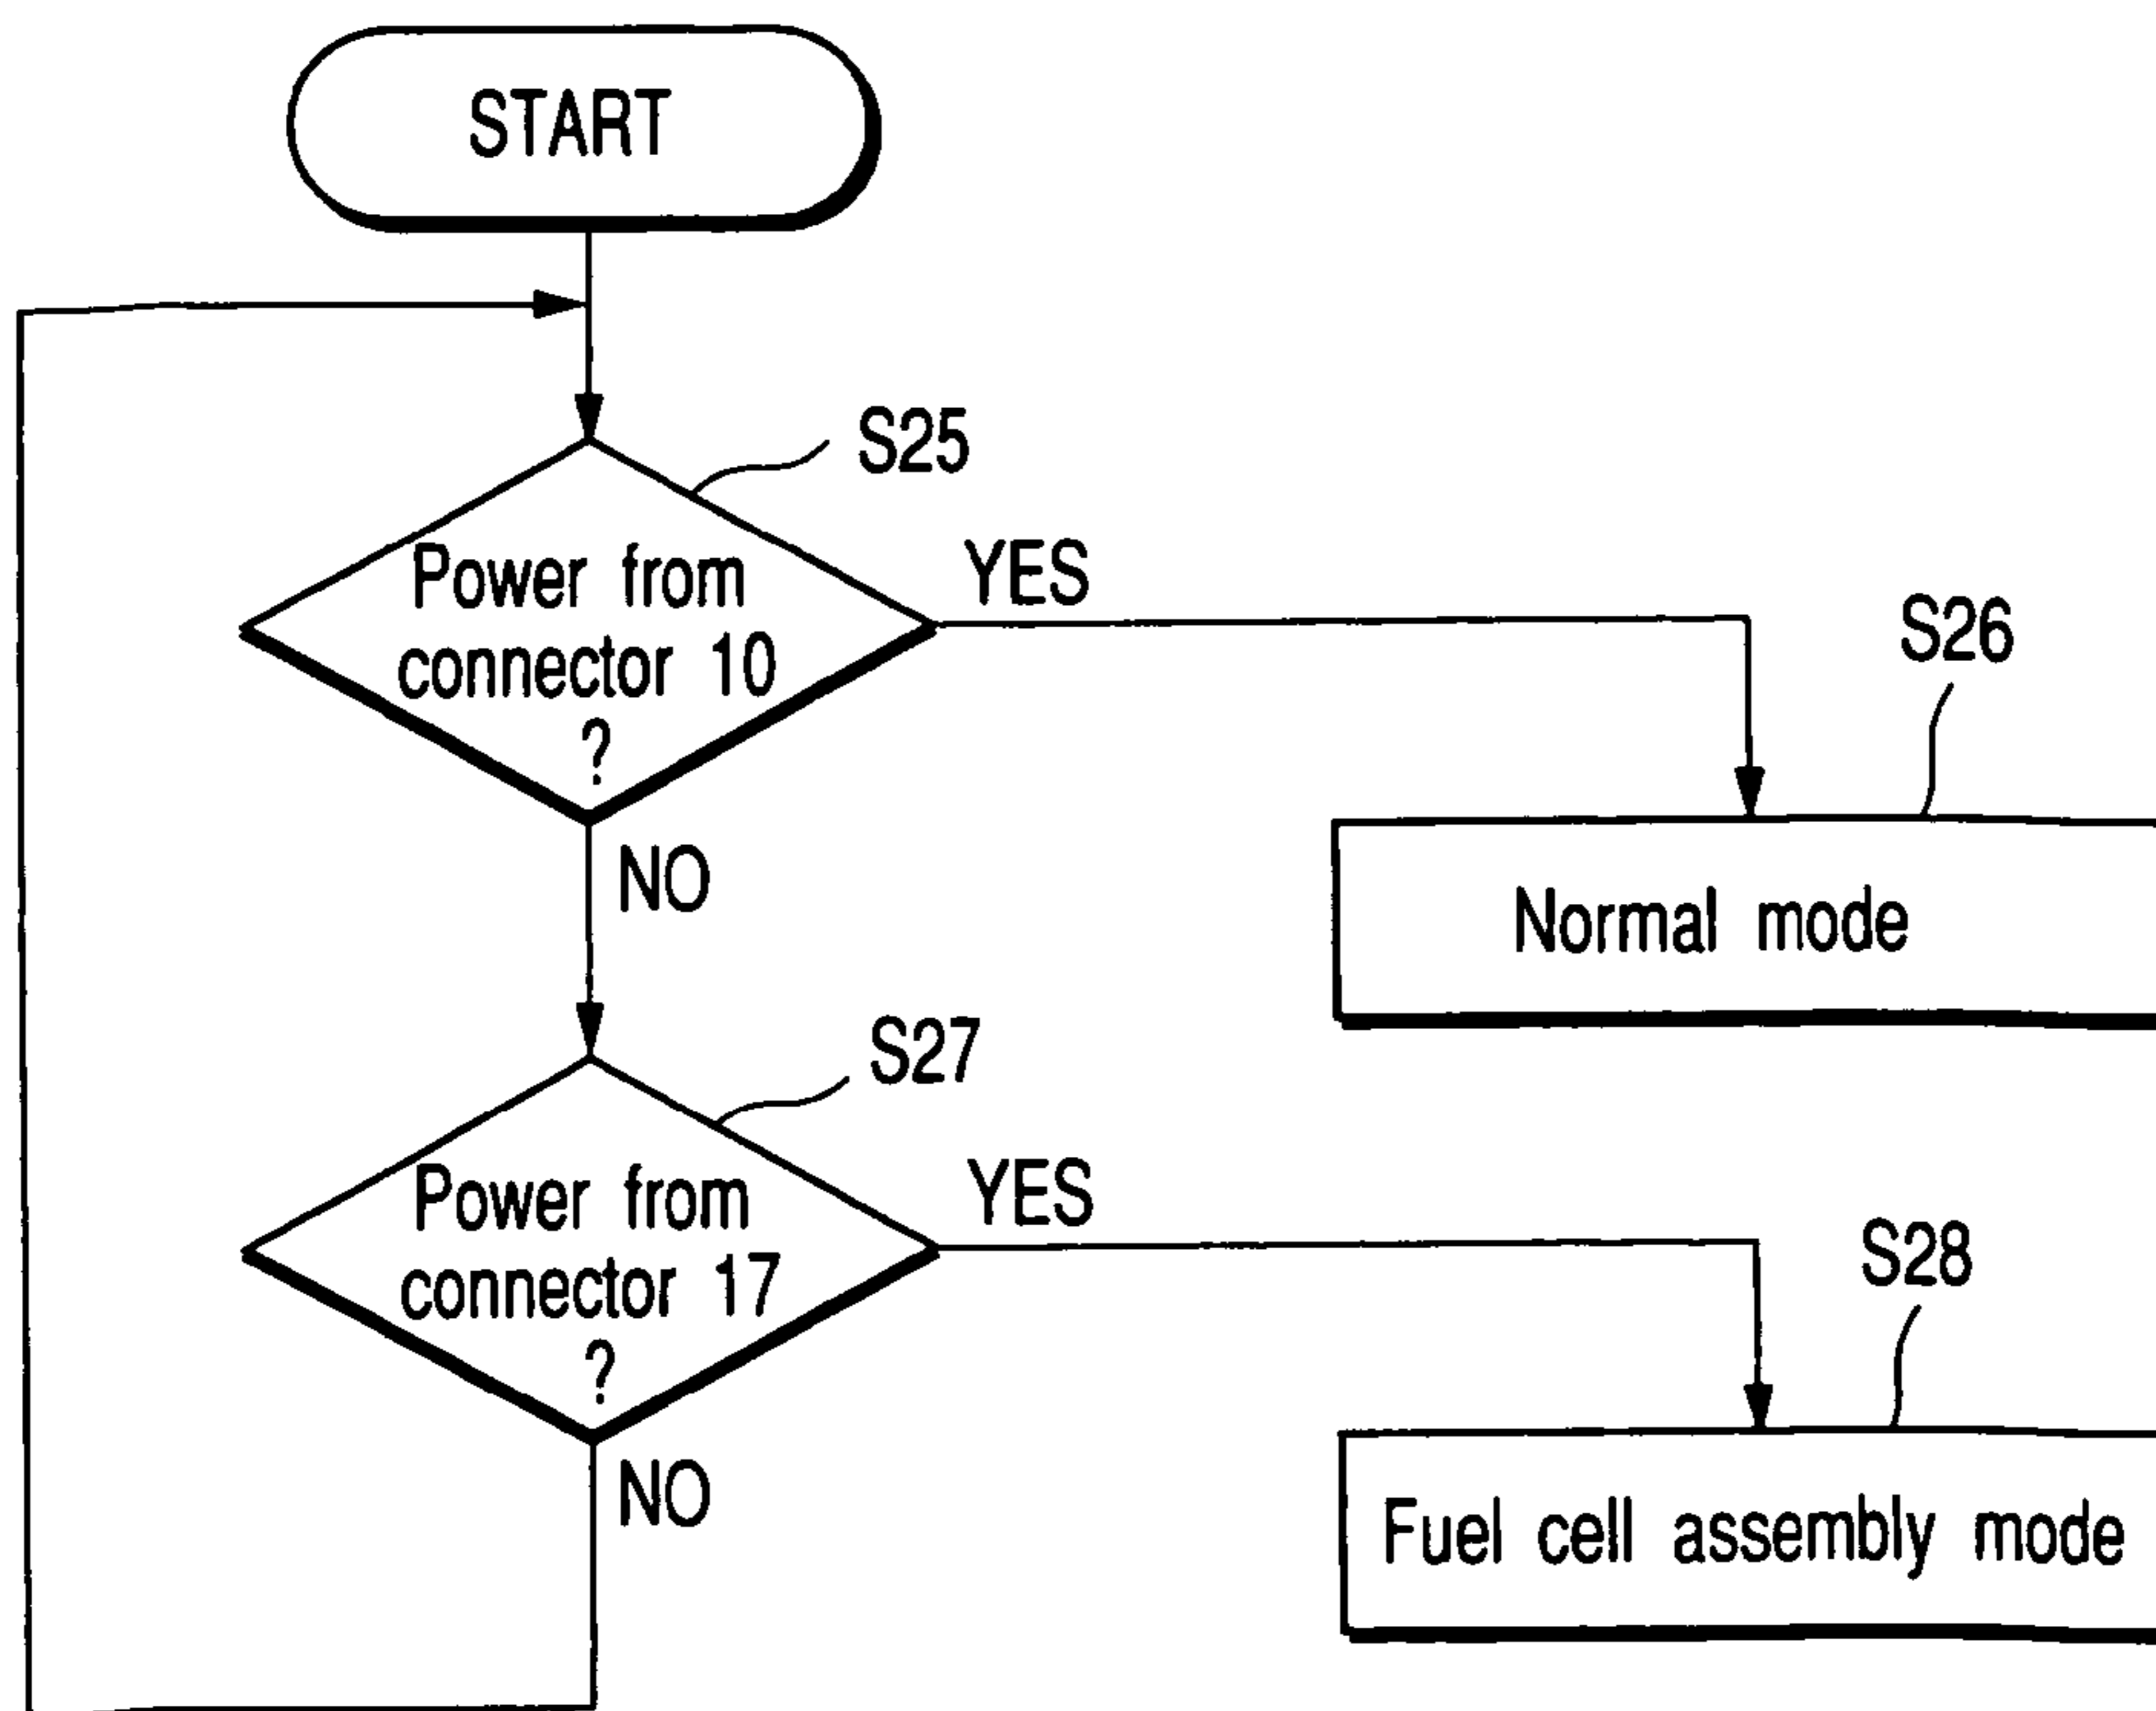 START
S25
Power from
connector 10
?
YES
S26
Normal mode
NO
S27
Power from
connector 17
?
YES
S28
Fuel cell assembly mode
NO